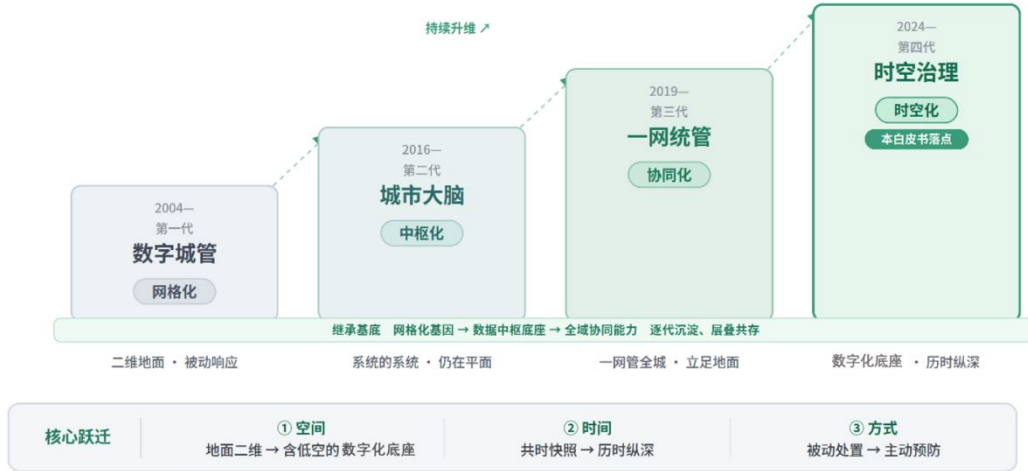 持续升维 ↗
2004—
第一代
数字城管
网格化
2016—
第二代
城市大脑
中枢化
2019—
第三代
一网统管
协同化
2024—
第四代
时空治理
时空化
本白皮书落点
继承基底 网格化基因 → 数据中枢底座 → 全域协同能力 逐代沉淀、层叠共存
二维地面 · 被动响应
系统的系统 · 仍在平面
一网管全城 · 立足地面
数字化底座 · 历时纵深
核心跃迁
① 空间
地面二维 → 含低空的数字化底座
② 时间
共时快照 → 历时纵深
③ 方式
被动处置 → 主动预防